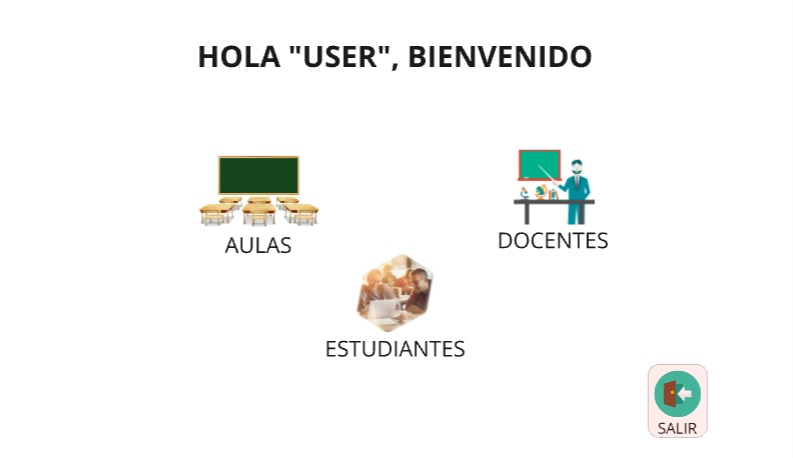 HOLA "USER", BIENVENIDO
AULAS
DOCENTES
ESTUDIANTES
SALIR